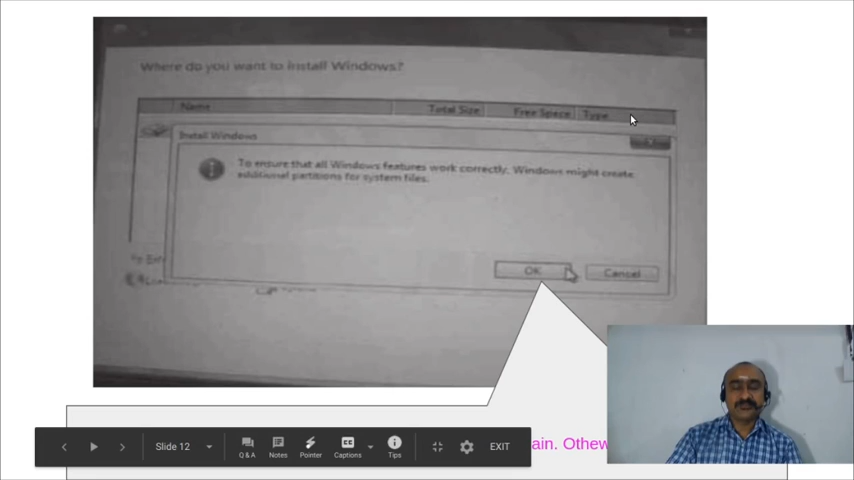 Where do you want to install Windows?
Name Total Size Free Space Type
Install Windows
To ensure that all Windows features work correctly, Windows might create
additional partitions for system files.
OK Cancel
ain. Othew
Slide 12 Q & A Notes Pointer CC Captions Tips EXIT